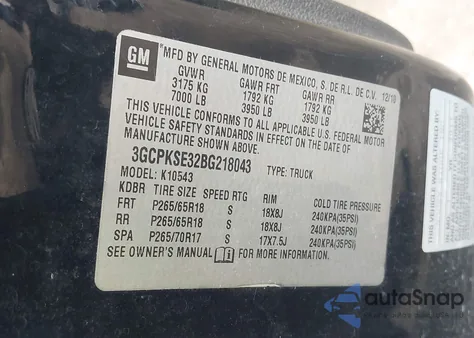 GM
MFD BY GENERAL MOTORS DE MEXICO, S. DE R.L. DE C.V. 12/10
GVWR GAWR FRT GAWR RR
3175 KG 1792 KG 1792 KG
7000 LB 3950 LB 3950 LB
THIS VEHICLE CONFORMS TO ALL APPLICABLE U.S. FEDERAL MOTOR
VEHICLE SAFETY STANDARDS IN EFFECT ON THE DATE OF
MANUFACTURE SHOWN ABOVE.
3GCPKSE32BG218043
TYPE: TRUCK
MODEL: K10543
KDBR TIRE SIZE SPEED RTG RIM COLD TIRE PRESSURE
FRT P265/65R18 S 18X8J 240KPA(35PSI)
RR P265/65R18 S 18X8J 240KPA(35PSI)
SPA P265/70R17 S 17X7.5J 240KPA(35PSI)
SEE OWNER'S MANUAL FOR MORE INFORMATION.
autoSnap